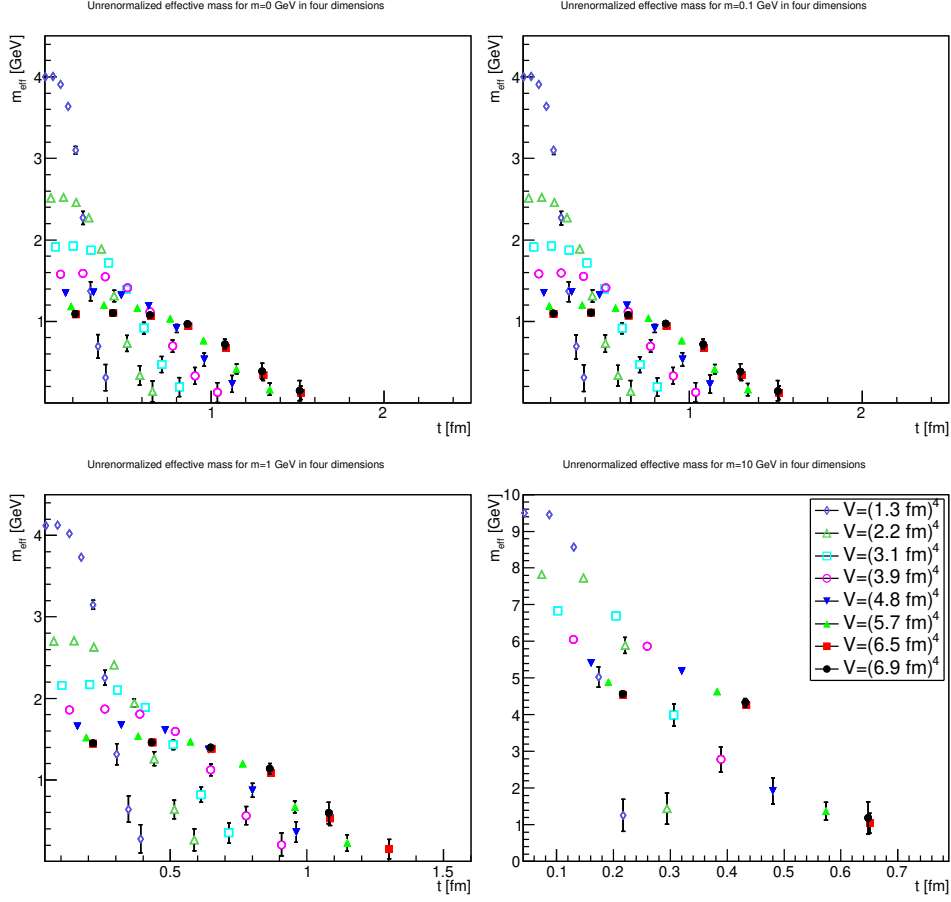 Unrenormalized effective mass for m=0 GeV in four dimensions
m_eff [GeV]
4
3
2
1
1
2
t [fm]
Unrenormalized effective mass for m=0.1 GeV in four dimensions
m_eff [GeV]
4
3
2
1
1
2
t [fm]
Unrenormalized effective mass for m=1 GeV in four dimensions
m_eff [GeV]
4
3
2
1
0.5
1
1.5
t [fm]
Unrenormalized effective mass for m=10 GeV in four dimensions
m_eff [GeV]
10
9
8
7
6
5
4
3
2
1
0
0.1
0.2
0.3
0.4
0.5
0.6
0.7
t [fm]
V=(1.3 fm)^4
V=(2.2 fm)^4
V=(3.1 fm)^4
V=(3.9 fm)^4
V=(4.8 fm)^4
V=(5.7 fm)^4
V=(6.5 fm)^4
V=(6.9 fm)^4